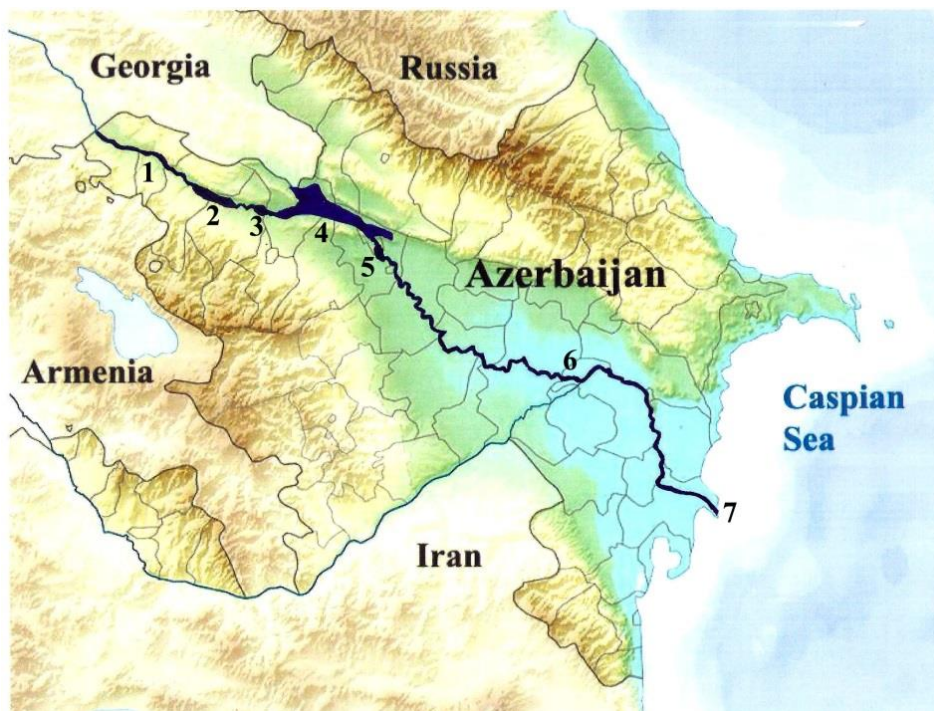 Georgia
Russia
1
2
3
4
5
Azerbaijan
6
Armenia
Caspian
Sea
7
Iran